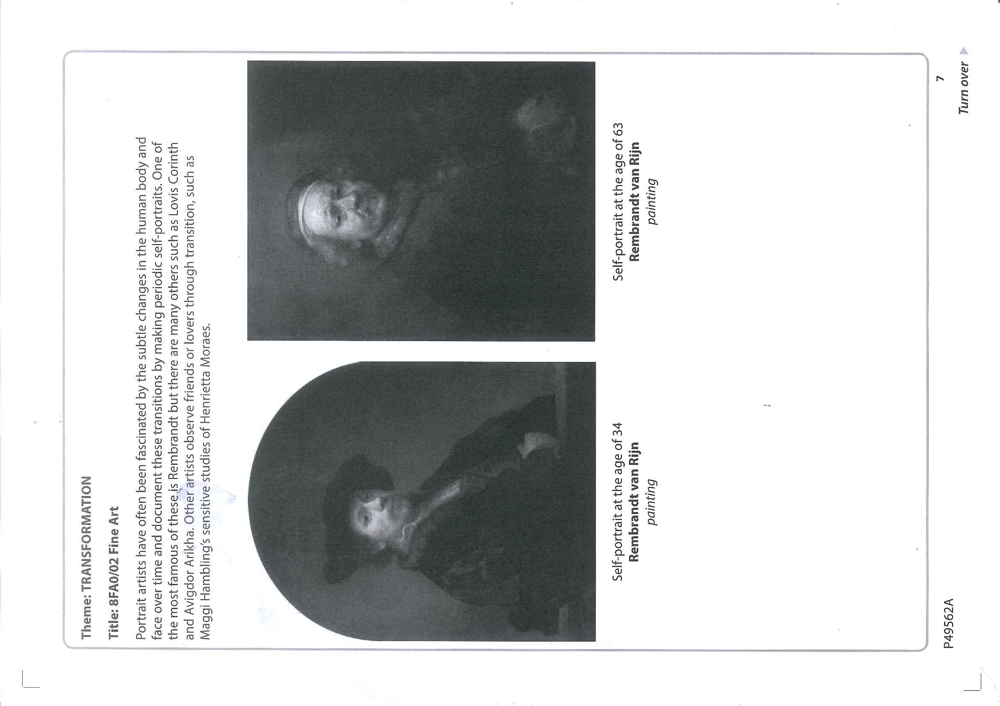 Theme: TRANSFORMATION
Title: 8FA0/02 Fine Art
Portrait artists have often been fascinated by the subtle changes in the human body and
face over time and document these transitions by making periodic self-portraits. One of
the most famous of these is Rembrandt but there are many others such as Lovis Corinth
and Avigdor Arikha. Other artists observe friends or lovers through transition, such as
Maggi Hambling's sensitive studies of Henrietta Moraes.
Self-portrait at the age of 34
Rembrandt van Rijn
painting
Self-portrait at the age of 63
Rembrandt van Rijn
painting
P49562A
7
Turn over